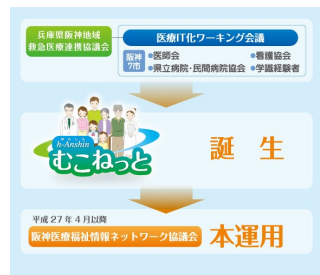 兵庫県阪神地域
救急医療連携協議会
医療IT化ワーキング会議
阪神
7市
●医師会
●看護協会
●県立病院・民間病院協会
●学識経験者
h-Anshin
むこねっと
誕生
平成27年4月以降
阪神医療福祉情報ネットワーク協議会
本運用